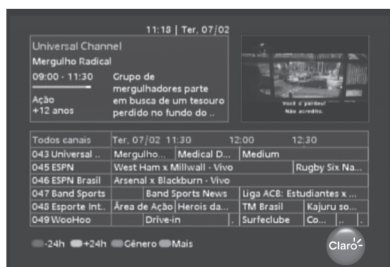 11:18 | Ter, 07/02
Universal Channel
Mergulho Radical
09:00 - 11:30
Ação
+12 anos
Grupo de
mergulhadores parte
em busca de um tesouro
perdido no fundo do ..
Você a perdeu!
Não acredito.
Todos canais Ter, 07/02 11:30 12:00 12:30
043 Universal .. Mergulho... Medical D... Medium
045 ESPN West Ham x Millwall - Vivo Rugby Six Na...
046 ESPN Brasil Arsenal x Blackburn - Vivo
047 Band Sports Band Sports News Liga ACB: Estudiantes x ...
048 Esporte Int.. Área de Ação Herois da... TM Brasil Kajuru so...
049 WooHoo Drive-in . Surfeclube Co... .. .
-24h +24h Gênero Mais
Claro